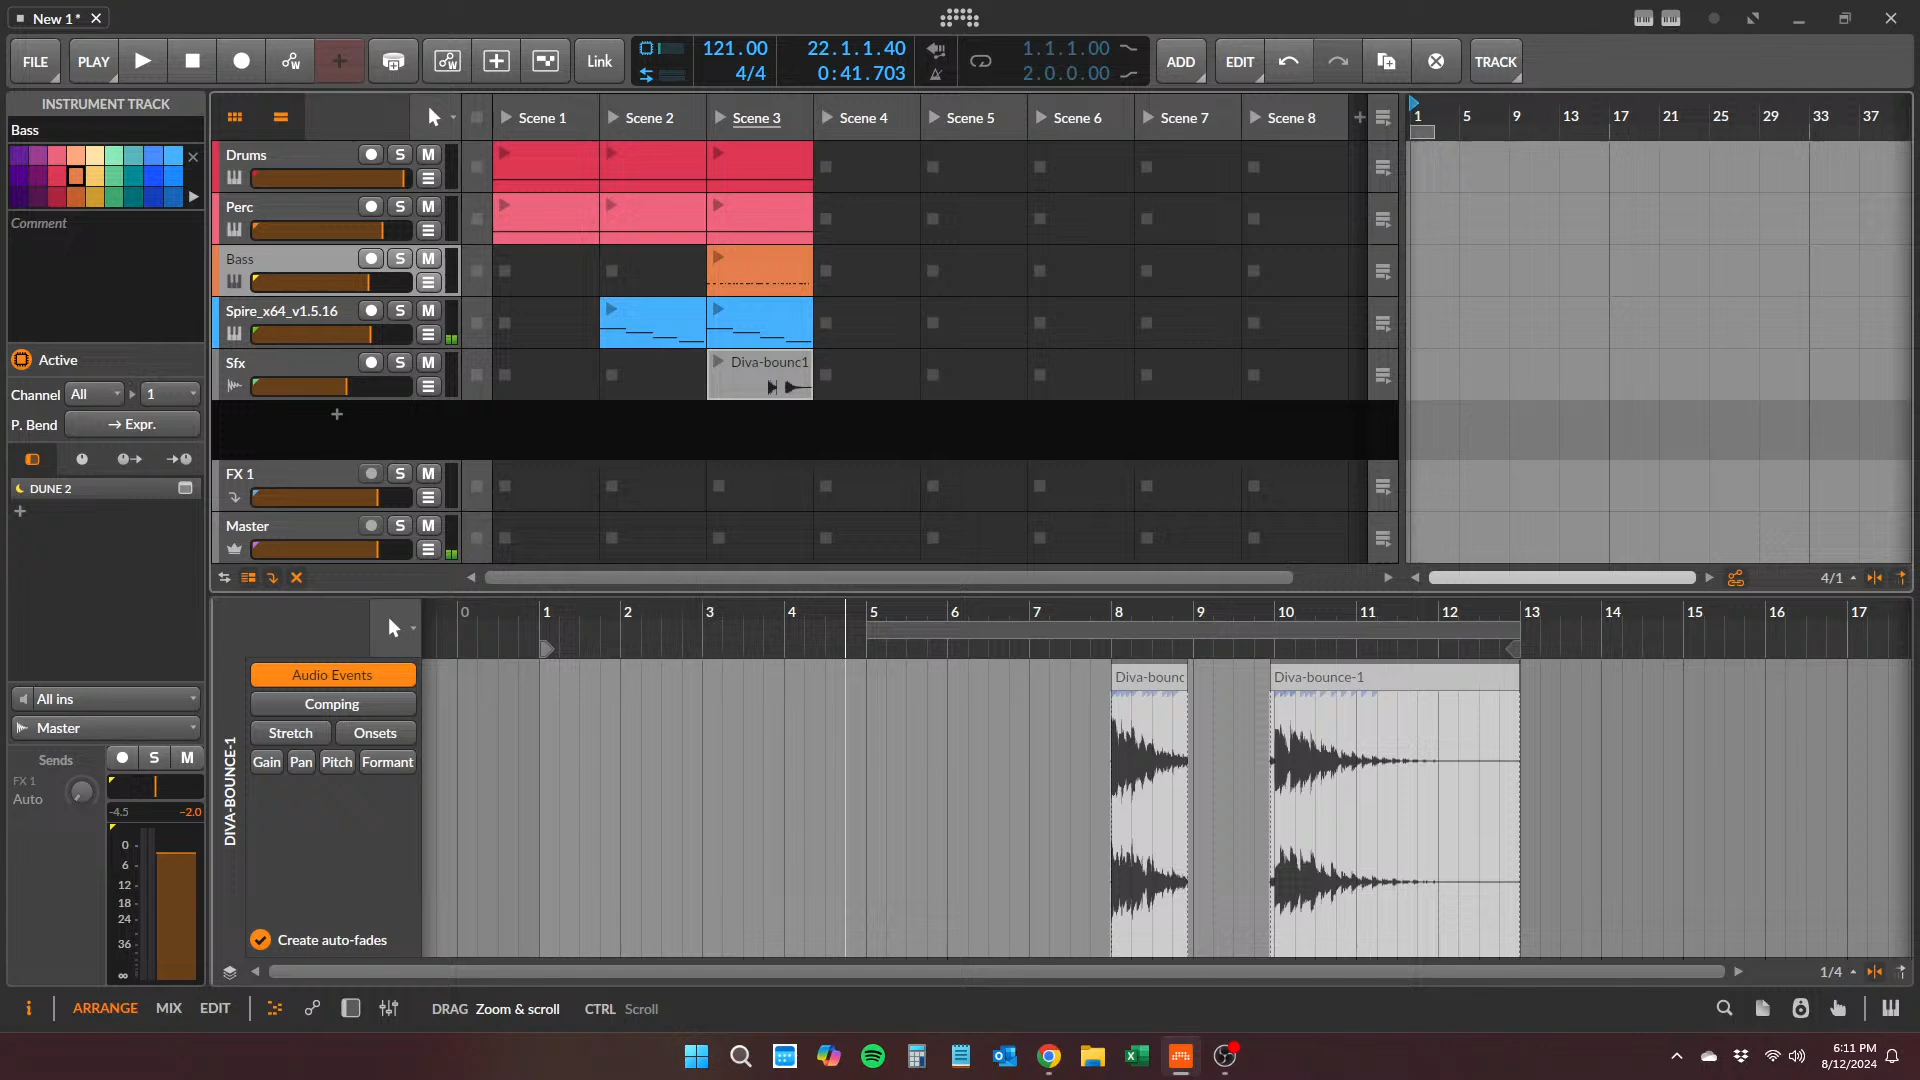 New 1*
FILE PLAY Link 121.00 4/4 22.1.1.40 0:41.703 1.1.1.00 2.0.0.00 ADD EDIT TRACK
INSTRUMENT TRACK
Bass
Comment
Active
Channel All 1
P. Bend → Expr.
DUNE 2
All ins
Master
Sends S M
FX 1
Auto
-4.5 -2.0
0
6
12
18
24
36
∞
Scene 1 Scene 2 Scene 3 Scene 4 Scene 5 Scene 6 Scene 7 Scene 8
1 5 9 13 17 21 25 29 33 37
Drums S M
Perc S M
Bass S M
Spire_x64_v1.5.16 S M
Sfx S M Diva-bounc1
FX 1 S M
Master S M
4/1
0 1 2 3 4 5 6 7 8 9 10 11 12 13 14 15 16 17
DIVA-BOUNCE-1
Audio Events
Comping
Stretch Onsets
Gain Pan Pitch Formant
Create auto-fades
Diva-bounc Diva-bounce-1
1/4
i ARRANGE MIX EDIT DRAG Zoom & scroll CTRL Scroll
6:11 PM
8/12/2024